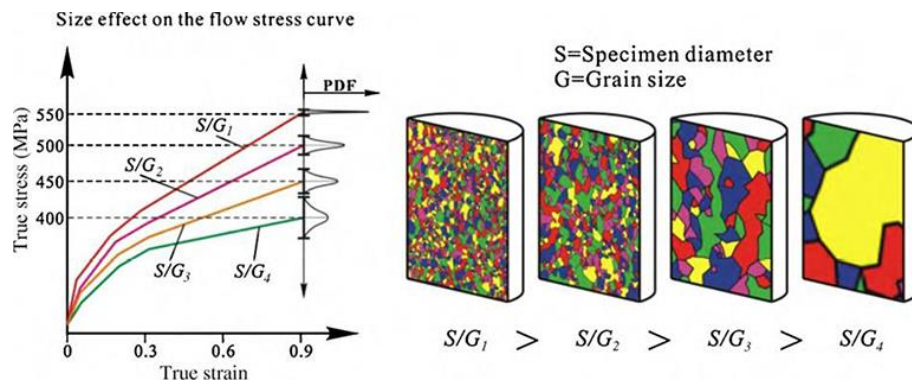 Size effect on the flow stress curve
PDF
True stress (MPa)
550
500
450
400
S/G1
S/G2
S/G3
S/G4
0
0.3
0.6
0.9
True strain
S=Specimen diameter
G=Grain size
S/G1 > S/G2 > S/G3 > S/G4